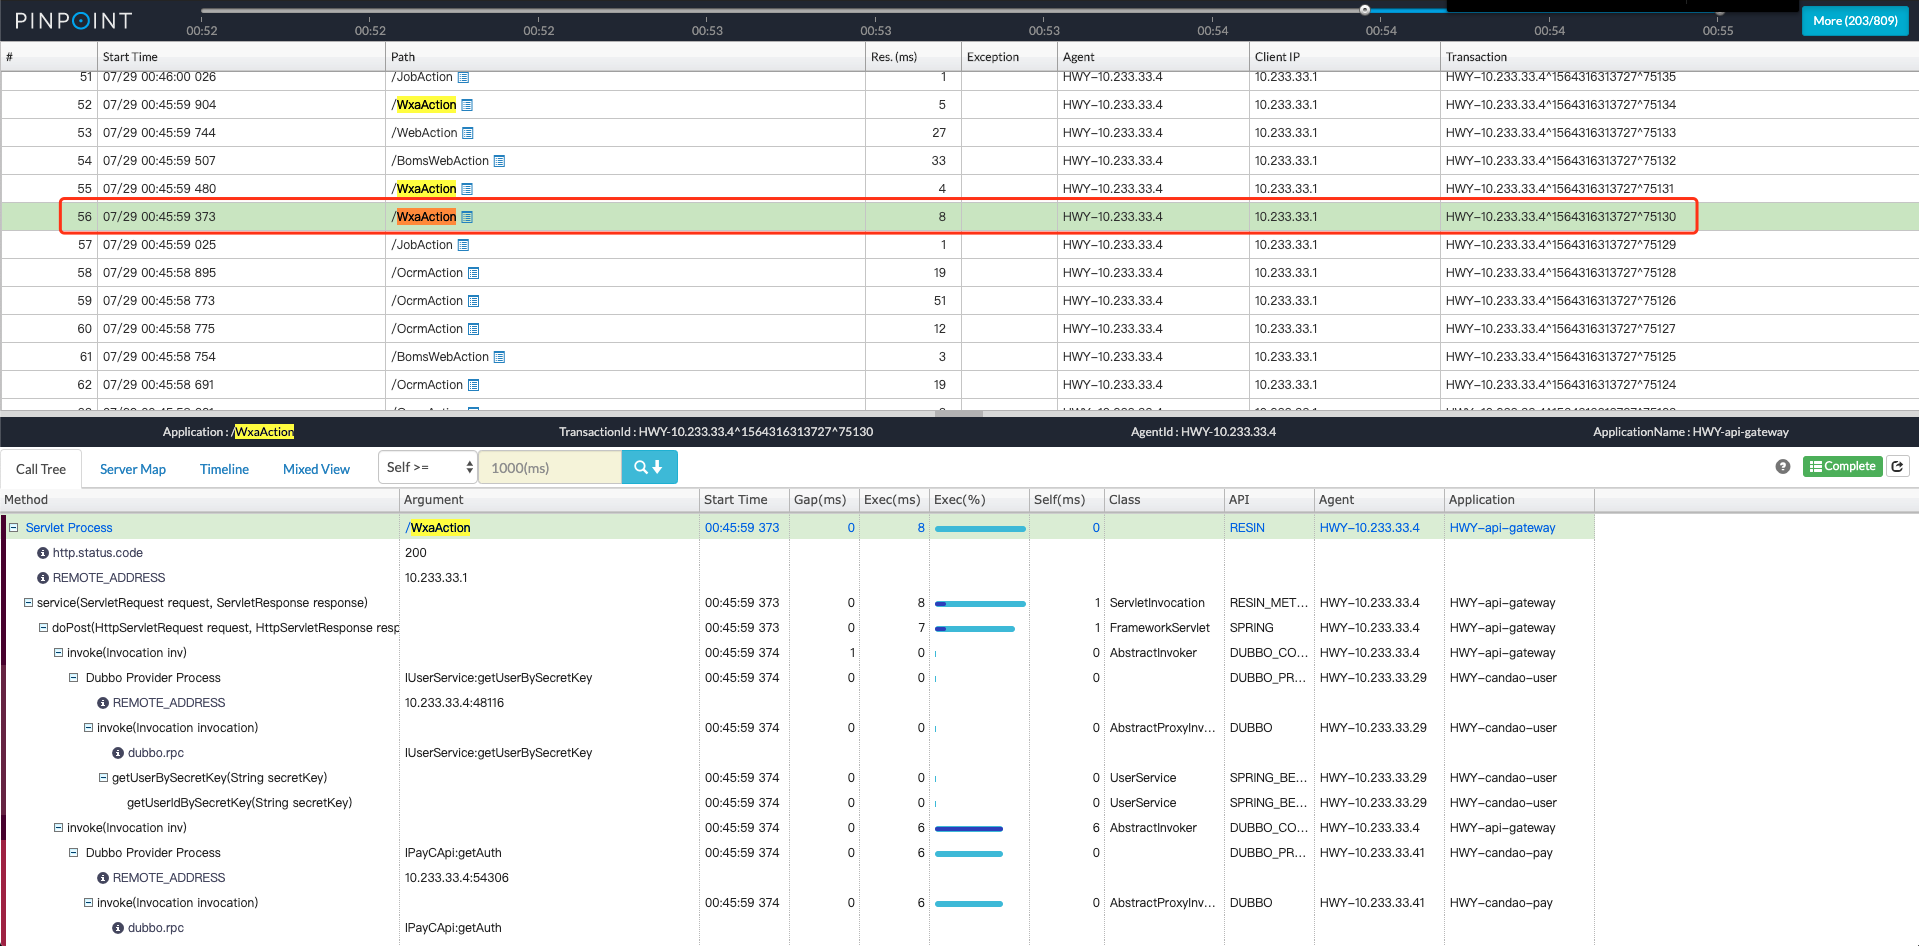 PINPOINT
00:52 00:52 00:52 00:53 00:53 00:53 00:54 00:54 00:54 00:55
More (203/809)
# Start Time Path Res. (ms) Exception Agent Client IP Transaction
51 07/29 00:46:00 026 /JobAction 1 HWY-10.233.33.4 10.233.33.1 HWY-10.233.33.4^1564316313727^75135
52 07/29 00:45:59 904 /WxaAction 5 HWY-10.233.33.4 10.233.33.1 HWY-10.233.33.4^1564316313727^75134
53 07/29 00:45:59 744 /WebAction 27 HWY-10.233.33.4 10.233.33.1 HWY-10.233.33.4^1564316313727^75133
54 07/29 00:45:59 507 /BomsWebAction 33 HWY-10.233.33.4 10.233.33.1 HWY-10.233.33.4^1564316313727^75132
55 07/29 00:45:59 480 /WxaAction 4 HWY-10.233.33.4 10.233.33.1 HWY-10.233.33.4^1564316313727^75131
56 07/29 00:45:59 373 /WxaAction 8 HWY-10.233.33.4 10.233.33.1 HWY-10.233.33.4^1564316313727^75130
57 07/29 00:45:59 025 /JobAction 1 HWY-10.233.33.4 10.233.33.1 HWY-10.233.33.4^1564316313727^75129
58 07/29 00:45:58 895 /OcrmAction 19 HWY-10.233.33.4 10.233.33.1 HWY-10.233.33.4^1564316313727^75128
59 07/29 00:45:58 773 /OcrmAction 51 HWY-10.233.33.4 10.233.33.1 HWY-10.233.33.4^1564316313727^75126
60 07/29 00:45:58 775 /OcrmAction 12 HWY-10.233.33.4 10.233.33.1 HWY-10.233.33.4^1564316313727^75127
61 07/29 00:45:58 754 /BomsWebAction 3 HWY-10.233.33.4 10.233.33.1 HWY-10.233.33.4^1564316313727^75125
62 07/29 00:45:58 691 /OcrmAction 19 HWY-10.233.33.4 10.233.33.1 HWY-10.233.33.4^1564316313727^75124
Application : /WxaAction TransactionId : HWY-10.233.33.4^1564316313727^75130 AgentId : HWY-10.233.33.4 ApplicationName : HWY-api-gateway
Call Tree Server Map Timeline Mixed View Self >= 1000(ms) Complete
Method Argument Start Time Gap(ms) Exec(ms) Exec(%) Self(ms) Class API Agent Application
Servlet Process /WxaAction 00:45:59 373 0 8 0 RESIN HWY-10.233.33.4 HWY-api-gateway
http.status.code 200
REMOTE_ADDRESS 10.233.33.1
service(ServletRequest request, ServletResponse response) 00:45:59 373 0 8 1 ServletInvocation RESIN_MET... HWY-10.233.33.4 HWY-api-gateway
doPost(HttpServletRequest request, HttpServletResponse resp 00:45:59 373 0 7 1 FrameworkServlet SPRING HWY-10.233.33.4 HWY-api-gateway
invoke(Invocation inv) 00:45:59 374 1 0 0 AbstractInvoker DUBBO_CO... HWY-10.233.33.4 HWY-api-gateway
Dubbo Provider Process IUserService:getUserBySecretKey 00:45:59 374 0 0 0 DUBBO_PR... HWY-10.233.33.29 HWY-candao-user
REMOTE_ADDRESS 10.233.33.4:48116
invoke(Invocation invocation) 00:45:59 374 0 0 0 AbstractProxyInv... DUBBO HWY-10.233.33.29 HWY-candao-user
dubbo.rpc IUserService:getUserBySecretKey
getUserBySecretKey(String secretKey) 00:45:59 374 0 0 0 UserService SPRING_BE... HWY-10.233.33.29 HWY-candao-user
getUserIdBySecretKey(String secretKey) 00:45:59 374 0 0 0 UserService SPRING_BE... HWY-10.233.33.29 HWY-candao-user
invoke(Invocation inv) 00:45:59 374 0 6 6 AbstractInvoker DUBBO_CO... HWY-10.233.33.4 HWY-api-gateway
Dubbo Provider Process IPayCApi:getAuth 00:45:59 374 0 6 0 DUBBO_PR... HWY-10.233.33.41 HWY-candao-pay
REMOTE_ADDRESS 10.233.33.4:54306
invoke(Invocation invocation) 00:45:59 374 0 6 0 AbstractProxyInv... DUBBO HWY-10.233.33.41 HWY-candao-pay
dubbo.rpc IPayCApi:getAuth